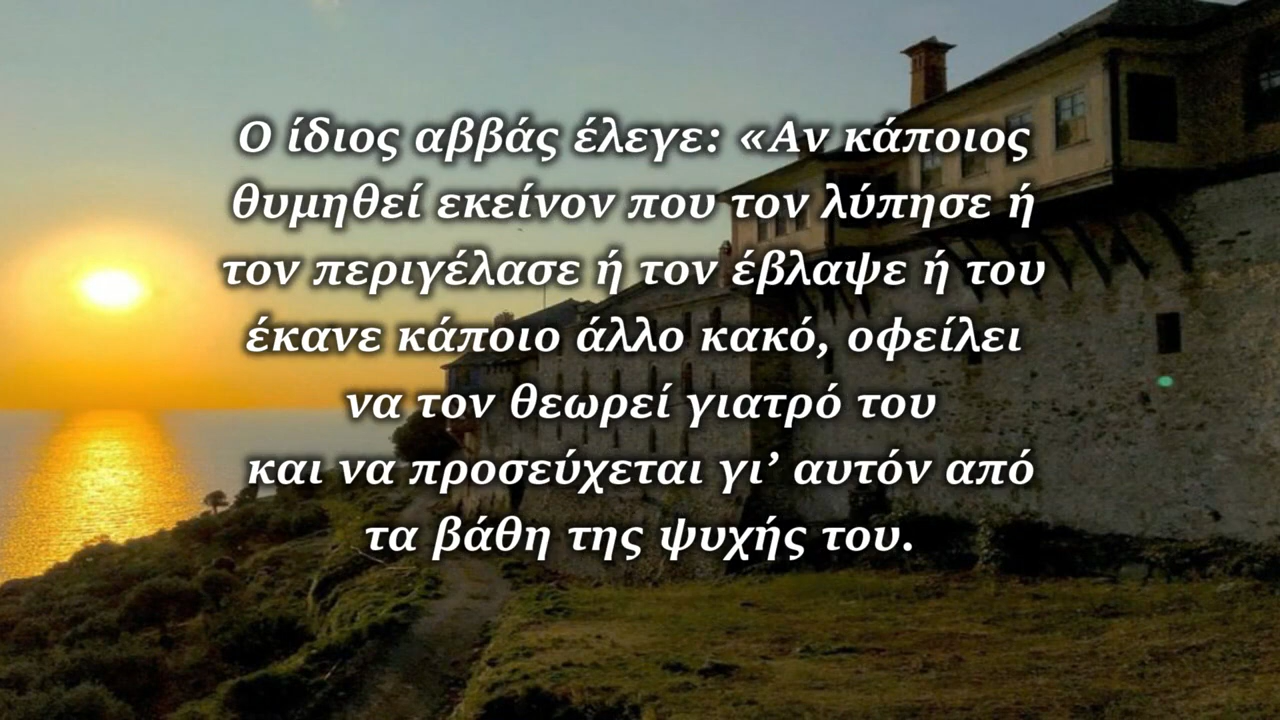 Ο ίδιος αββάς έλεγε: «Αν κάποιος
θυμηθεί εκείνον που τον λύπησε ή
τον περιγέλασε ή τον έβλαψε ή του
έκανε κάποιο άλλο κακό, οφείλει
να τον θεωρεί γιατρό του
και να προσεύχεται γι’ αυτόν από
τα βάθη της ψυχής του.